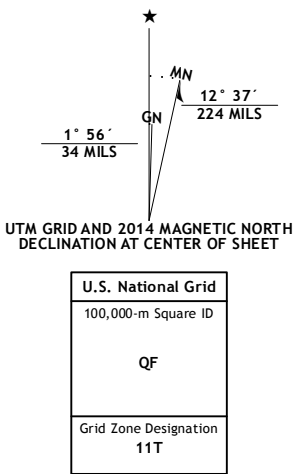 ★
MN
GN
12° 37´
224 MILS
1° 56´
34 MILS
UTM GRID AND 2014 MAGNETIC NORTH
DECLINATION AT CENTER OF SHEET
U.S. National Grid
100,000-m Square ID
QF
Grid Zone Designation
11T